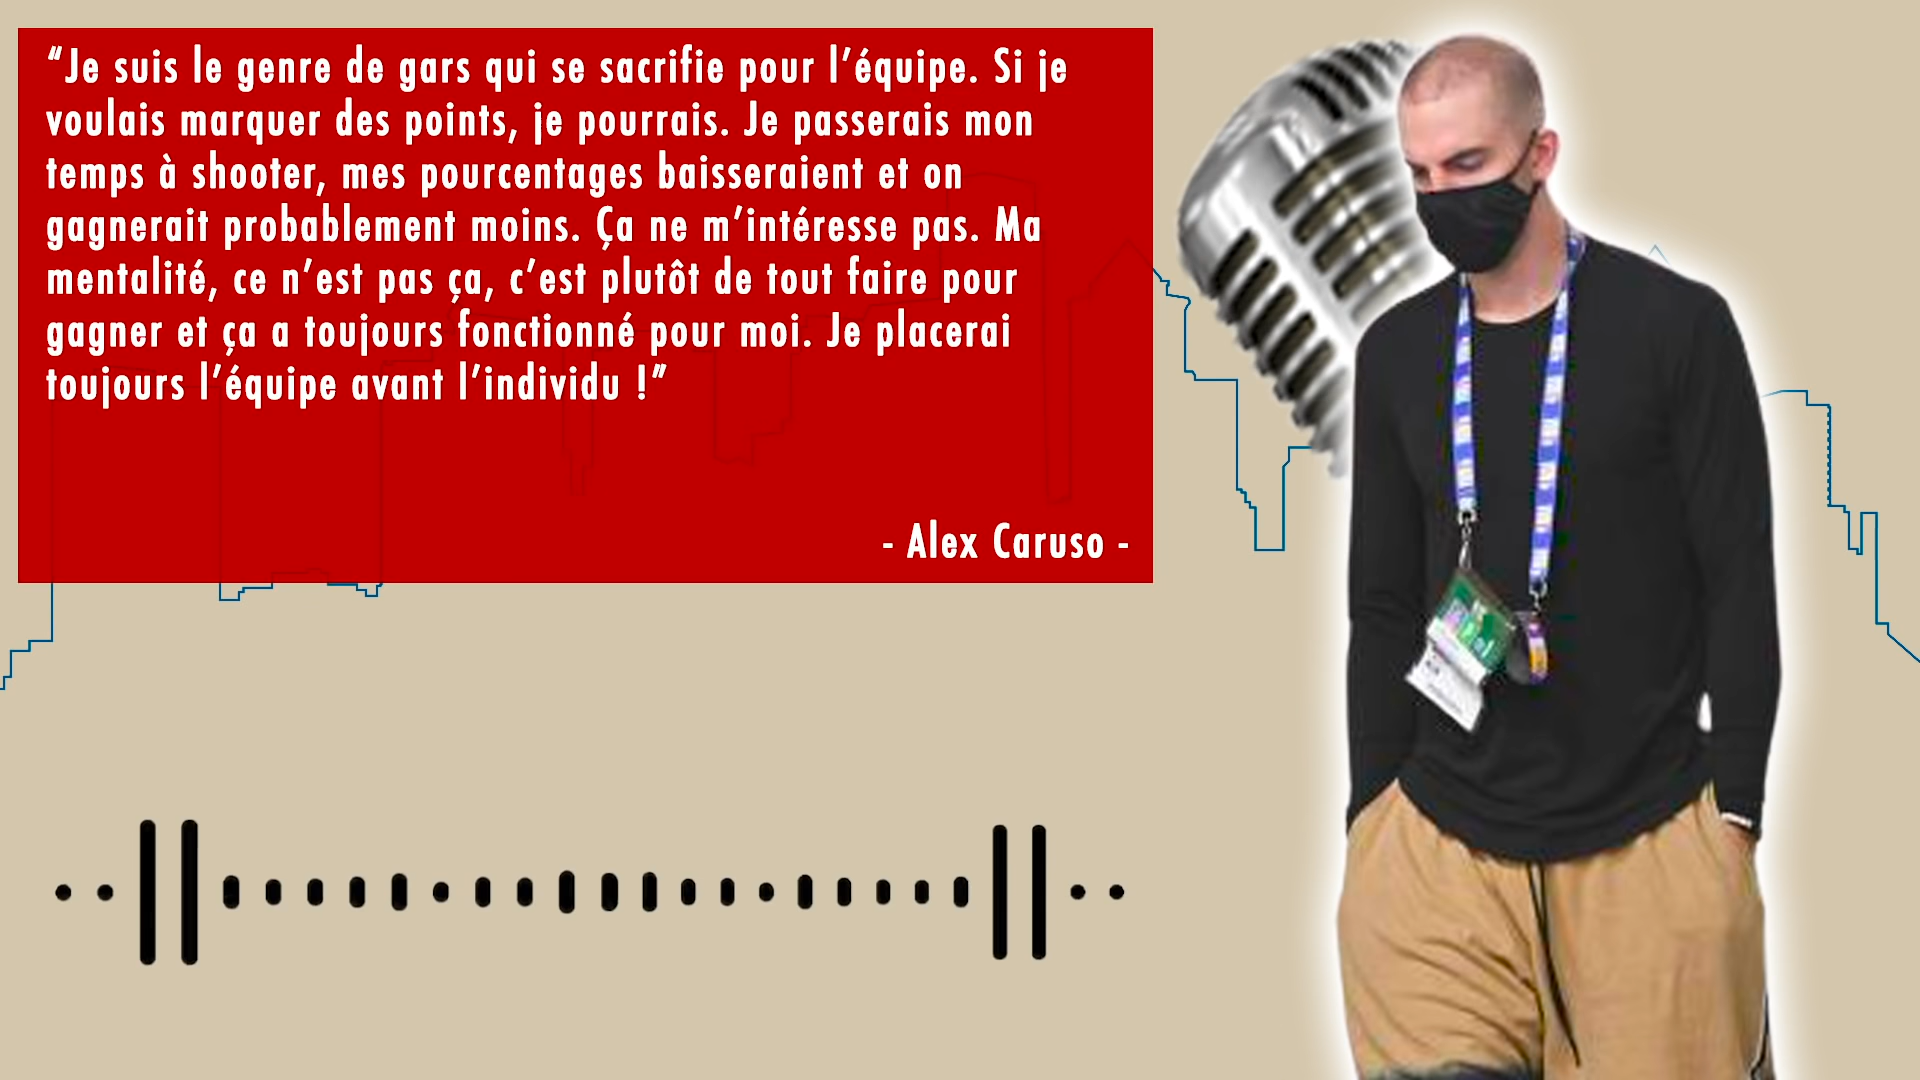 “Je suis le genre de gars qui se sacrifie pour l’équipe. Si je
voulais marquer des points, je pourrais. Je passerais mon
temps à shooter, mes pourcentages baisseraient et on
gagnerait probablement moins. Ça ne m’intéresse pas. Ma
mentalité, ce n’est pas ça, c’est plutôt de tout faire pour
gagner et ça a toujours fonctionné pour moi. Je placerai
toujours l’équipe avant l’individu !”
- Alex Caruso -